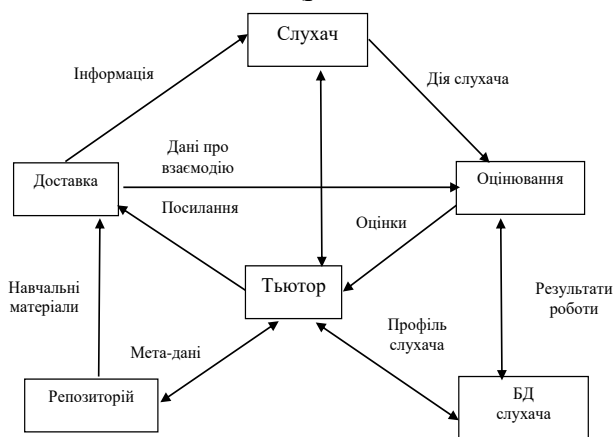 Слухач
Інформація
Дія слухача
Дані про
взаємодію
Доставка
Оцінювання
Посилання
Оцінки
Тьютор
Навчальні
матеріали
Результати
роботи
Мета-дані
Профіль
слухача
Репозиторій
БД
слухача